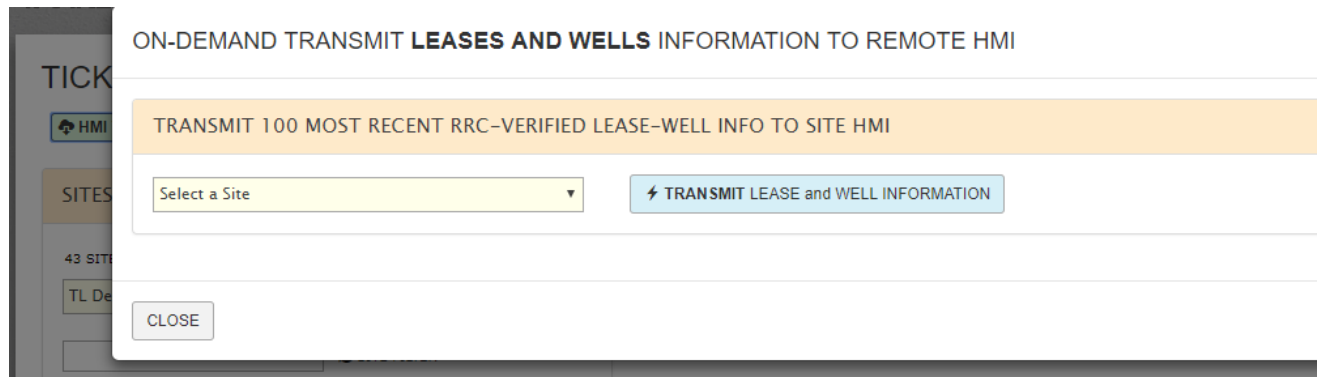 ON-DEMAND TRANSMIT LEASES AND WELLS INFORMATION TO REMOTE HMI
TICK
HMI
TRANSMIT 100 MOST RECENT RRC-VERIFIED LEASE-WELL INFO TO SITE HMI
SITES
Select a Site
TRANSMIT LEASE and WELL INFORMATION
43 SITE
TL De
CLOSE